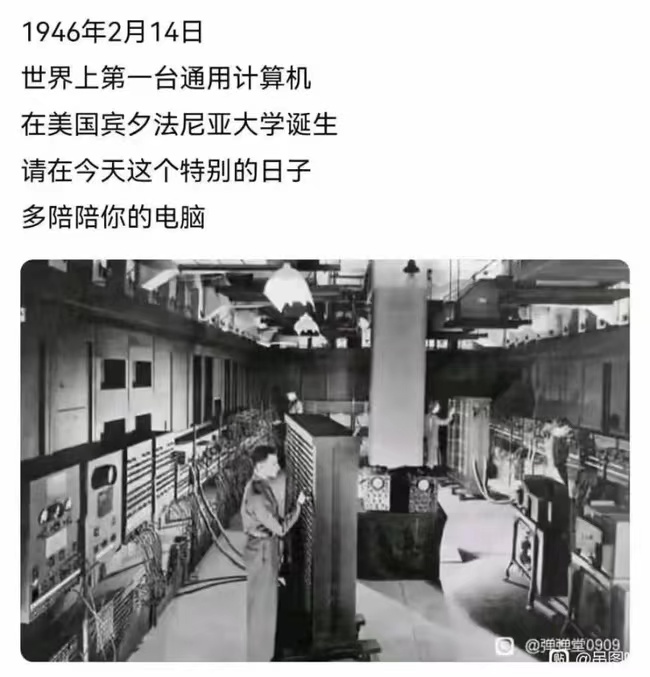 1946年2月14日
世界上第一台通用计算机
在美国宾夕法尼亚大学诞生
请在今天这个特别的日子
多陪陪你的电脑
@弹弹堂0909
贴 @吊图